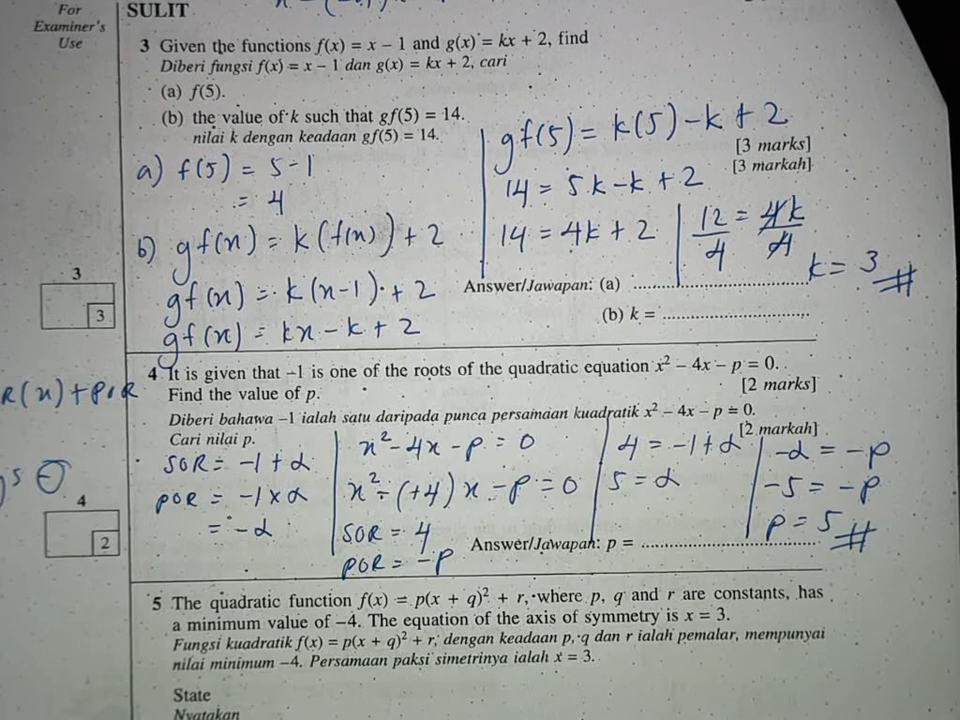 For
Examiner's
Use
SULIT
3 Given the functions f(x) = x − 1 and g(x) = kx + 2, find
Diberi fungsi f(x) = x − 1 dan g(x) = kx + 2, cari
(a) f(5).
(b) the value of k such that gf(5) = 14.
nilai k dengan keadaan gf(5) = 14.
[3 marks]
[3 markah]
a) f(5) = 5-1
= 4
b) gf(x) = k(f(x)) + 2
gf(x) = k(x-1) + 2
gf(x) = kx - k + 2
gf(5) = k(5) - k + 2
14 = 5k - k + 2
14 = 4k + 2
12/4 = 4k/4
k = 3 #
Answer/Jawapan: (a) ........................
(b) k = ........................
3
3
4 It is given that −1 is one of the roots of the quadratic equation x² − 4x − p = 0.
Find the value of p.
[2 marks]
Diberi bahawa −1 ialah satu daripada punca persamaan kuadratik x² − 4x − p = 0.
Cari nilai p.
[2 markah]
R(x) + POR
SOR = -1 + α
POR = -1 × α
= -α
x² - 4x - p = 0
x² - (+4)x - p = 0
SOR = 4
POR = -p
4 = -1 + α
5 = α
-α = -p
-5 = -p
p = 5 #
Answer/Jawapan: p = ........................
4
2
5 The quadratic function f(x) = p(x + q)² + r, where p, q and r are constants, has
a minimum value of −4. The equation of the axis of symmetry is x = 3.
Fungsi kuadratik f(x) = p(x + q)² + r, dengan keadaan p, q dan r ialah pemalar, mempunyai
nilai minimum −4. Persamaan paksi simetrinya ialah x = 3.
State
Nyatakan